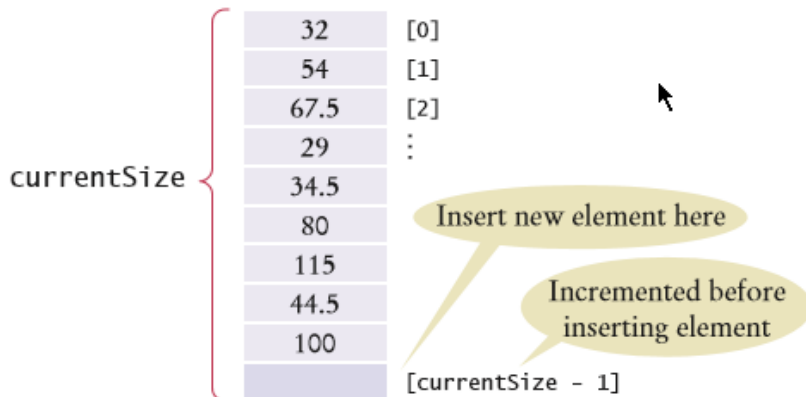 32 [0]
54 [1]
67.5 [2]
29 ⋮
currentSize
34.5
80
Insert new element here
115
44.5
Incremented before
inserting element
100
[currentSize - 1]